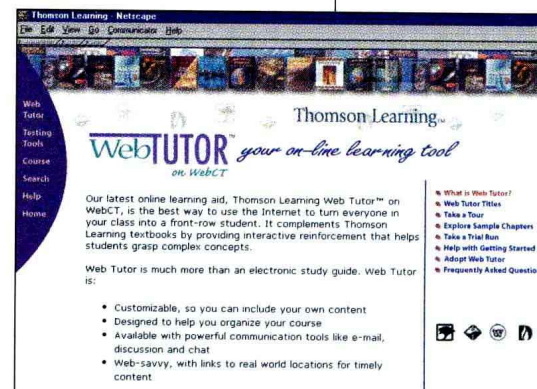 Thomson Learning - Netscape
File Edit View Go Communicator Help
Web
Tutor
Testing
Tools
Course
Search
Help
Home
Thomson Learning™
WebTUTOR™ your on-line learning tool
on WebCT
Our latest online learning aid, Thomson Learning Web Tutor™ on
WebCT, is the best way to use the Internet to turn everyone in
your class into a front-row student. It complements Thomson
Learning textbooks by providing interactive reinforcement that helps
students grasp complex concepts.
Web Tutor is much more than an electronic study guide. Web Tutor
is:
• Customizable, so you can include your own content
• Designed to help you organize your course
• Available with powerful communication tools like e-mail,
discussion and chat
• Web-savvy, with links to real world locations for timely
content
What is Web Tutor?
Web Tutor Titles
Take a Tour
Explore Sample Chapters
Take a Trial Run
Help with Getting Started
Adopt Web Tutor
Frequently Asked Questio